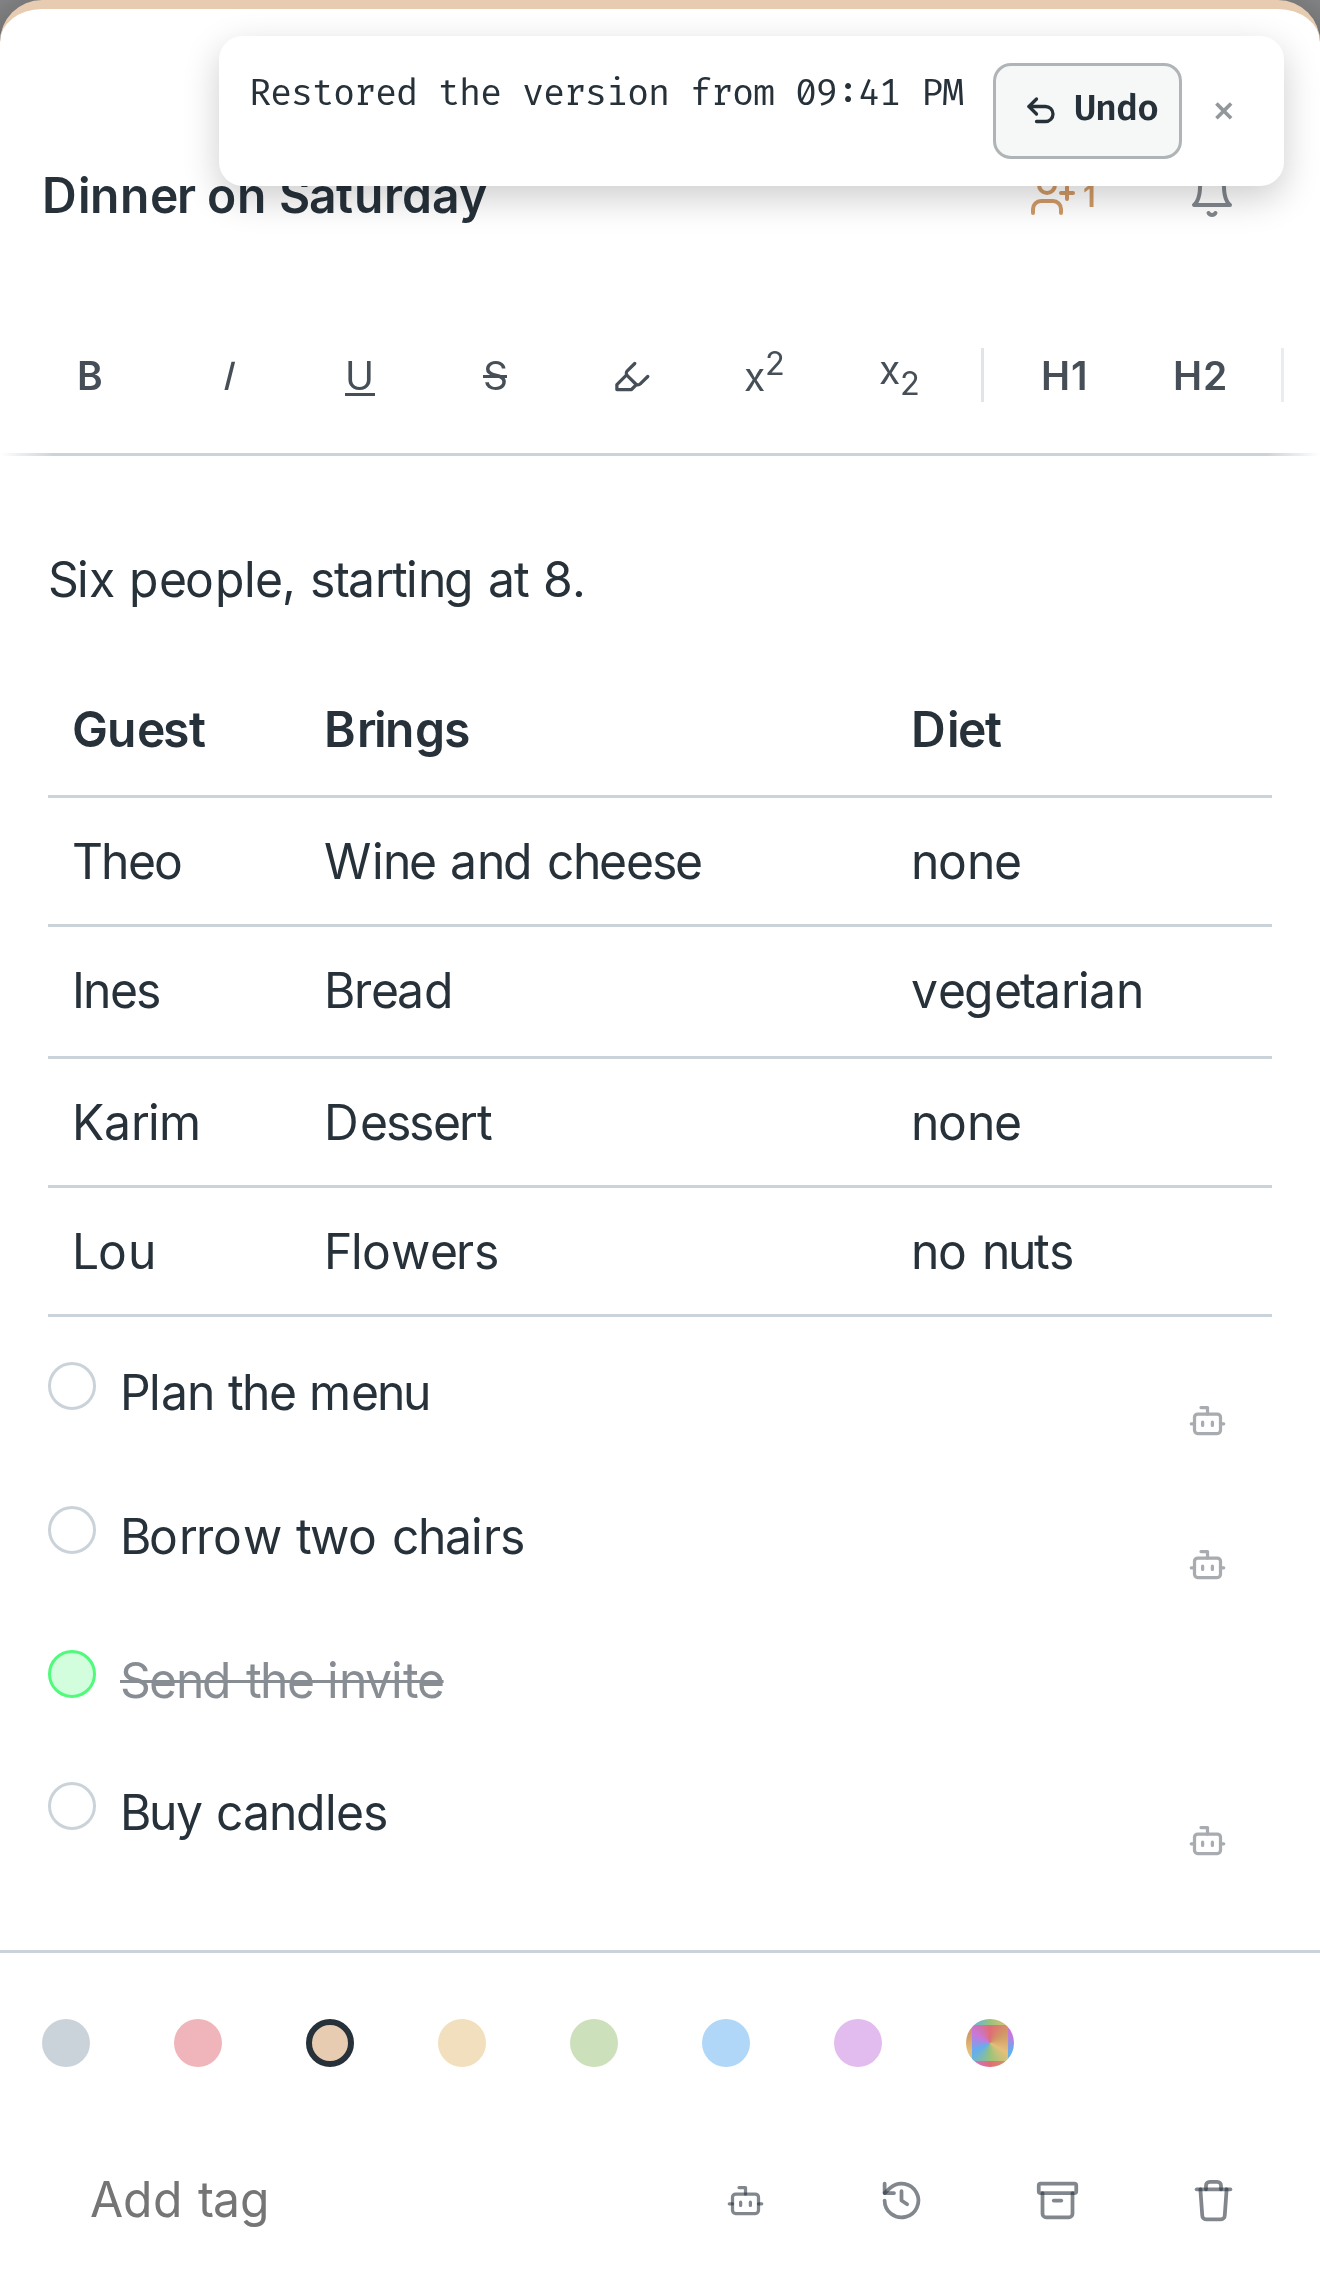 Restored the version from 09:41 PM Undo ×
Dinner on Saturday 1
B I U S x2 x2 H1 H2
Six people, starting at 8.
Guest Brings Diet
Theo Wine and cheese none
Ines Bread vegetarian
Karim Dessert none
Lou Flowers no nuts
Plan the menu
Borrow two chairs
Send the invite
Buy candles
Add tag